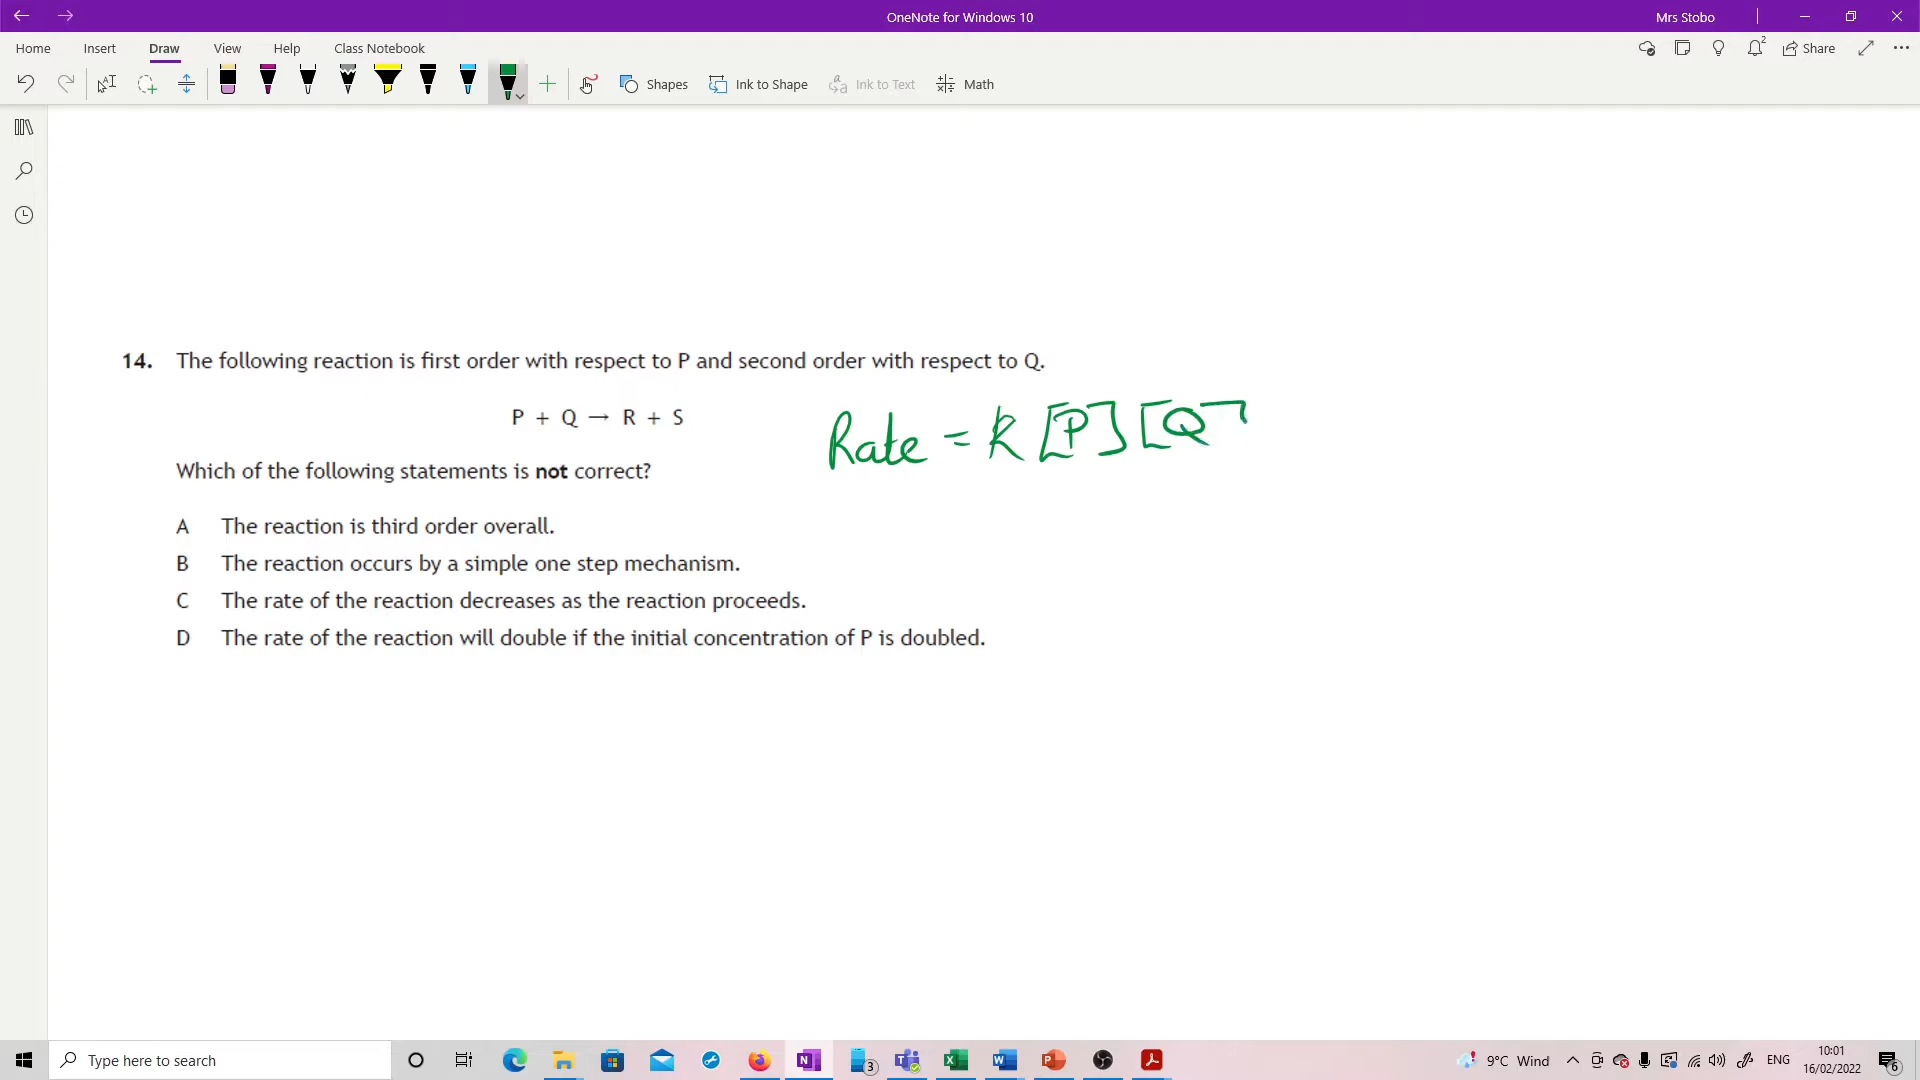 OneNote for Windows 10
Mrs Stobo
Home Insert Draw View Help Class Notebook
2
Share
Shapes Ink to Shape Ink to Text Math
14. The following reaction is first order with respect to P and second order with respect to Q.
P + Q → R + S
Rate = k [P] [Q]
Which of the following statements is not correct?
A The reaction is third order overall.
B The reaction occurs by a simple one step mechanism.
C The rate of the reaction decreases as the reaction proceeds.
D The rate of the reaction will double if the initial concentration of P is doubled.
Type here to search
3
9°C Wind
ENG
10:01
16/02/2022
6